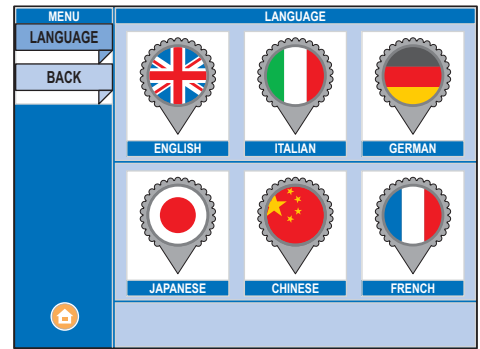 MENU
LANGUAGE
BACK
LANGUAGE
ENGLISH
ITALIAN
GERMAN
JAPANESE
CHINESE
FRENCH